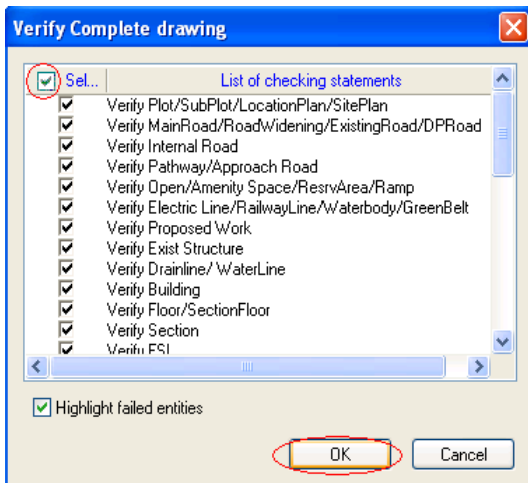 Verify Complete drawing
Sel... List of checking statements
Verify Plot/SubPlot/LocationPlan/SitePlan
Verify MainRoad/RoadWidening/ExistingRoad/DPRoad
Verify Internal Road
Verify Pathway/Approach Road
Verify Open/Amenity Space/ResrvArea/Ramp
Verify Electric Line/RailwayLine/Waterbody/GreenBelt
Verify Proposed Work
Verify Exist Structure
Verify Drainline/ WaterLine
Verify Building
Verify Floor/SectionFloor
Verify Section
Verify FSI
Highlight failed entities
OK Cancel